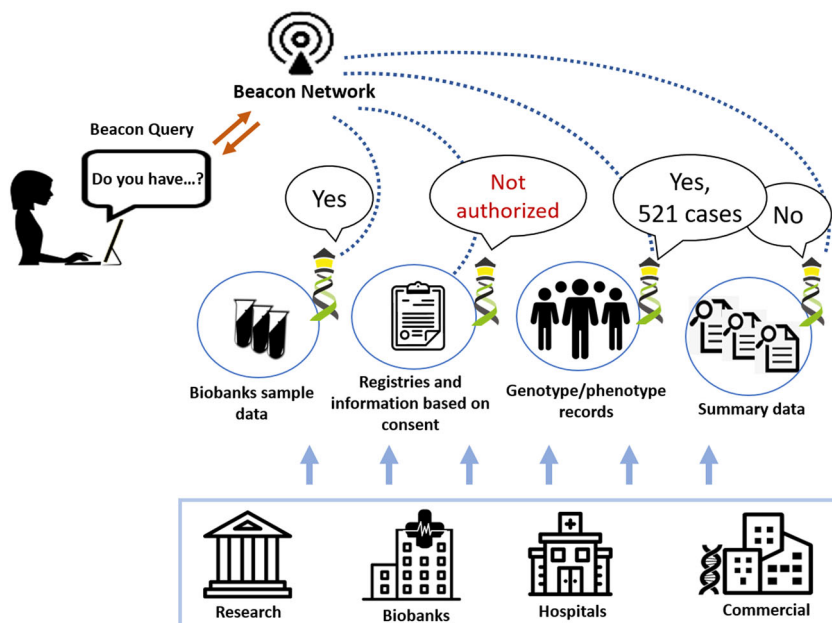 Beacon Network
Beacon Query
Do you have...?
Yes
Not
authorized
Yes,
521 cases
No
Biobanks sample
data
Registries and
information based on
consent
Genotype/phenotype
records
Summary data
Research
Biobanks
Hospitals
Commercial